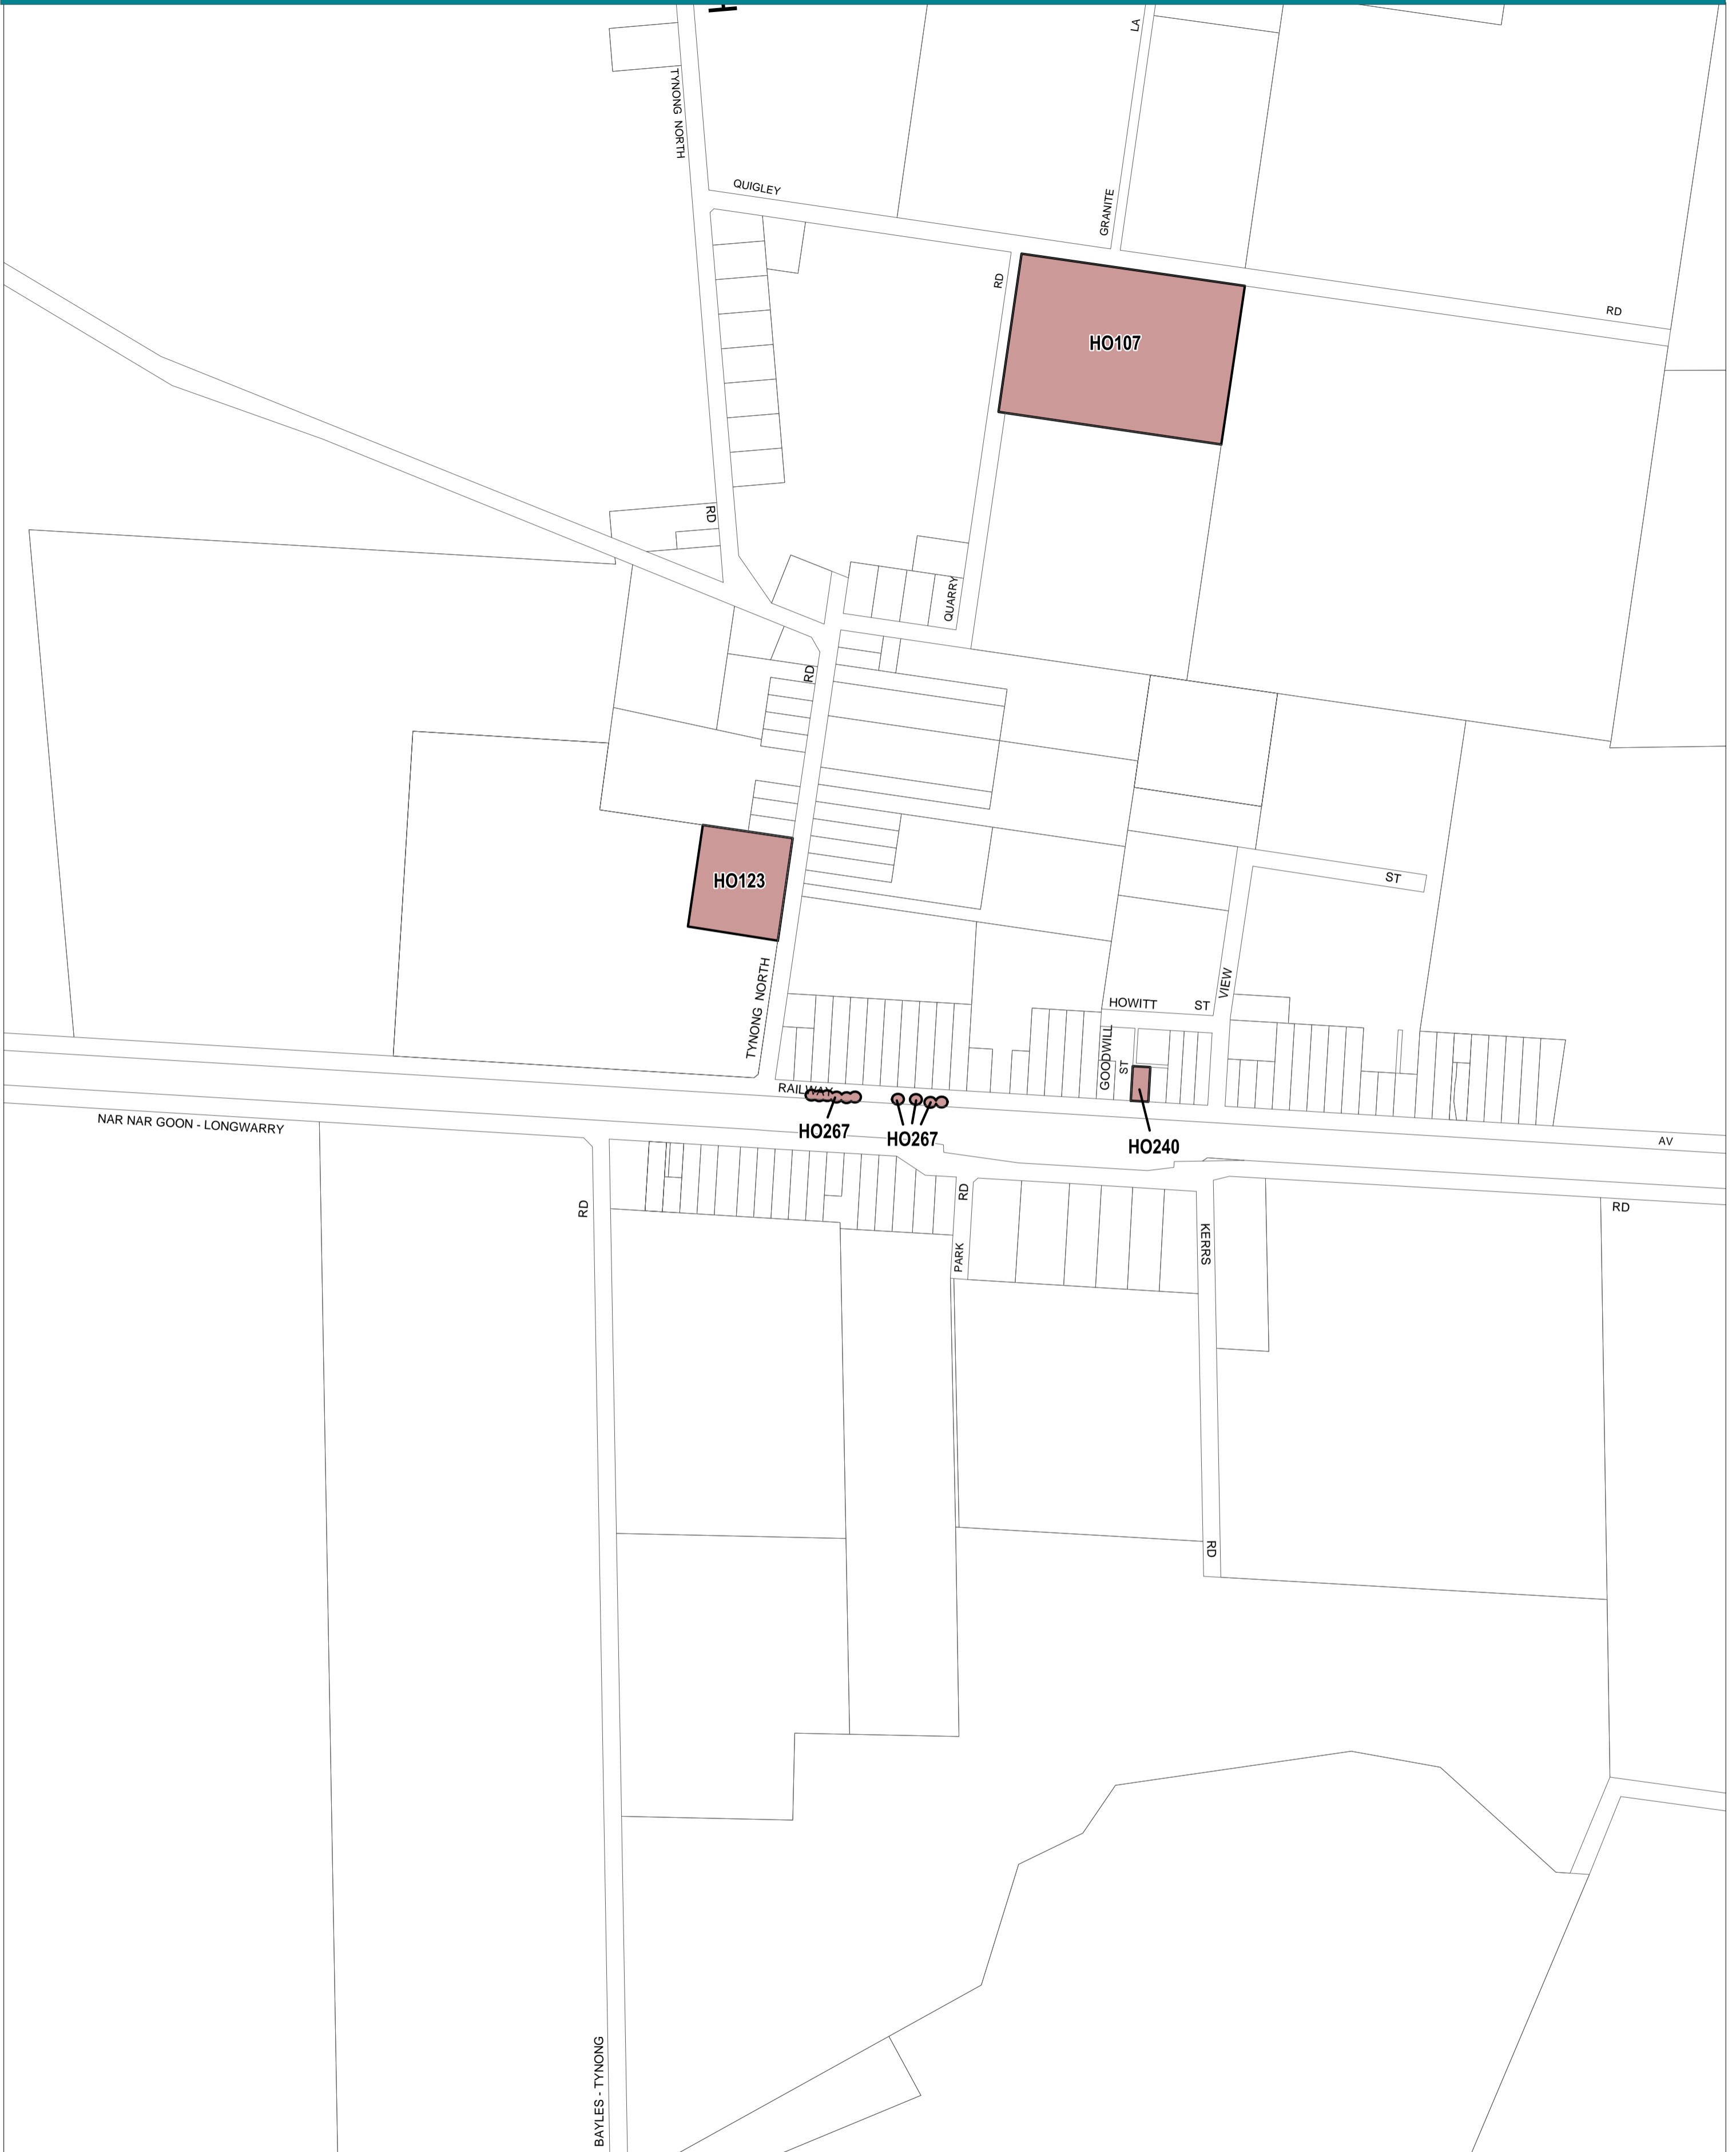 LA
TYNONG NORTH
QUIGLEY
GRANITE
RD
RD
HO107
RD
QUARRY
RD
HO123
ST
TYNONG NORTH
VIEW
HOWITT ST
GOODWILL
ST
RAILWAY
NAR NAR GOON - LONGWARRY
HO267
HO267
HO240
AV
RD
RD
RD
KERRS
PARK
RD
BAYLES - TYNONG